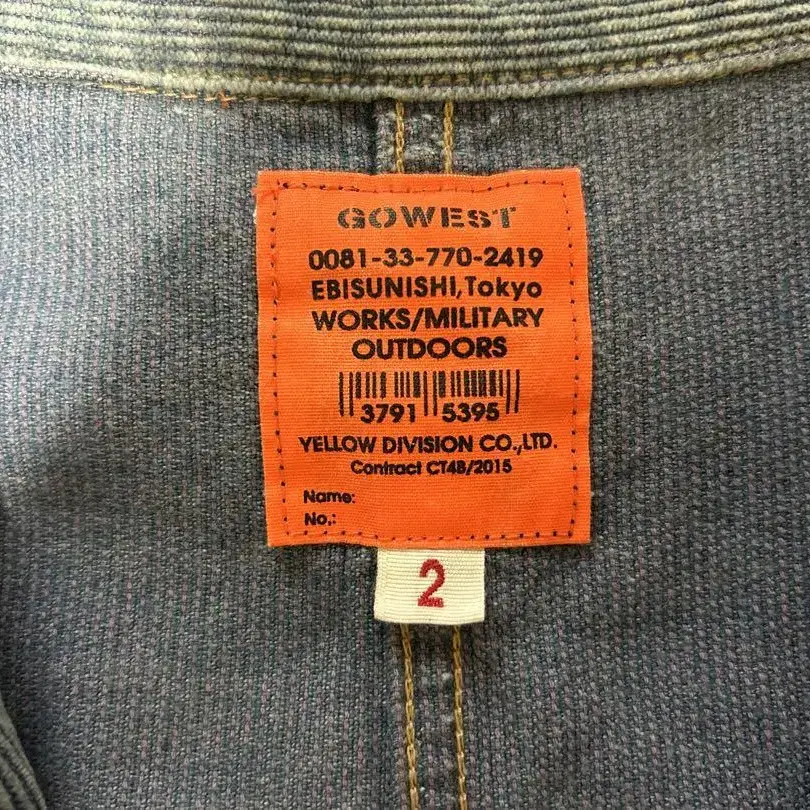 GOWEST
0081-33-770-2419
EBISUNISHI,Tokyo
WORKS/MILITARY
OUTDOORS
3791 5395
YELLOW DIVISION CO.,LTD.
Contract CT48/2015
Name:
No.:
2